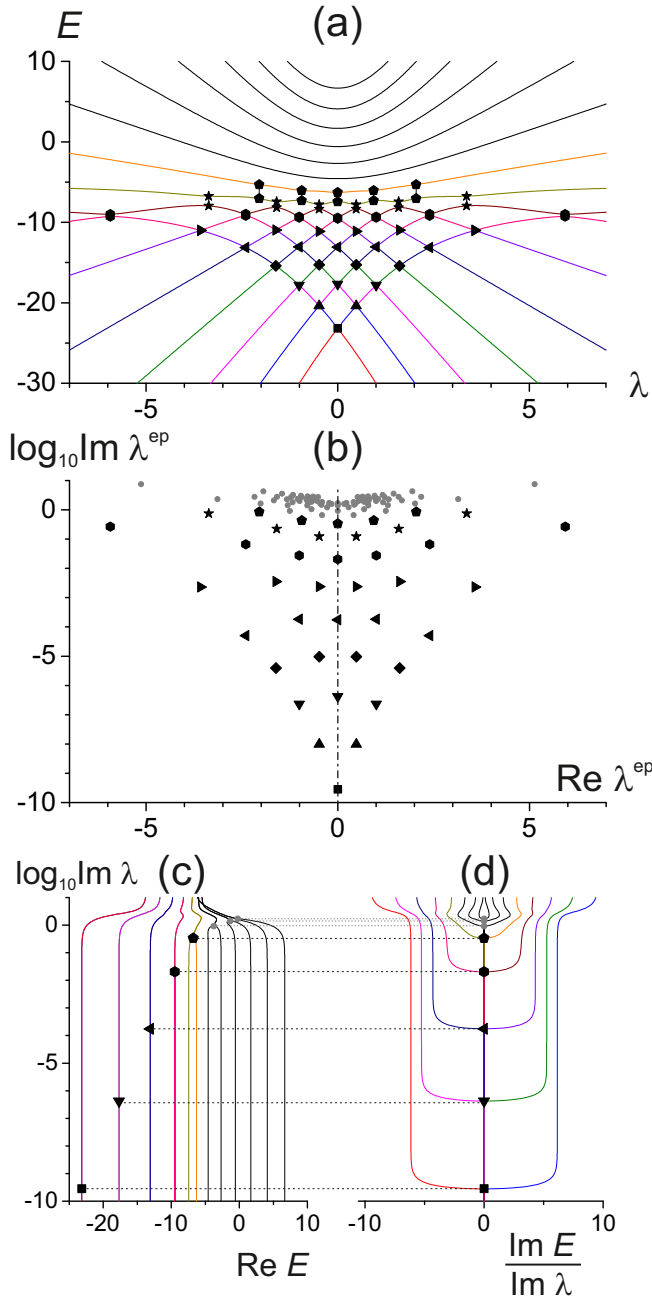 E (a)
10
0
-10
-20
-30
-5 0 5 λ
log₁₀Im λᵉᵖ (b)
0
-5
-10
-5 0 5 Re λᵉᵖ
log₁₀Im λ (c) (d)
0
-5
-10
-20 -10 0 10 -10 0 10
Re E Im E
Im λ